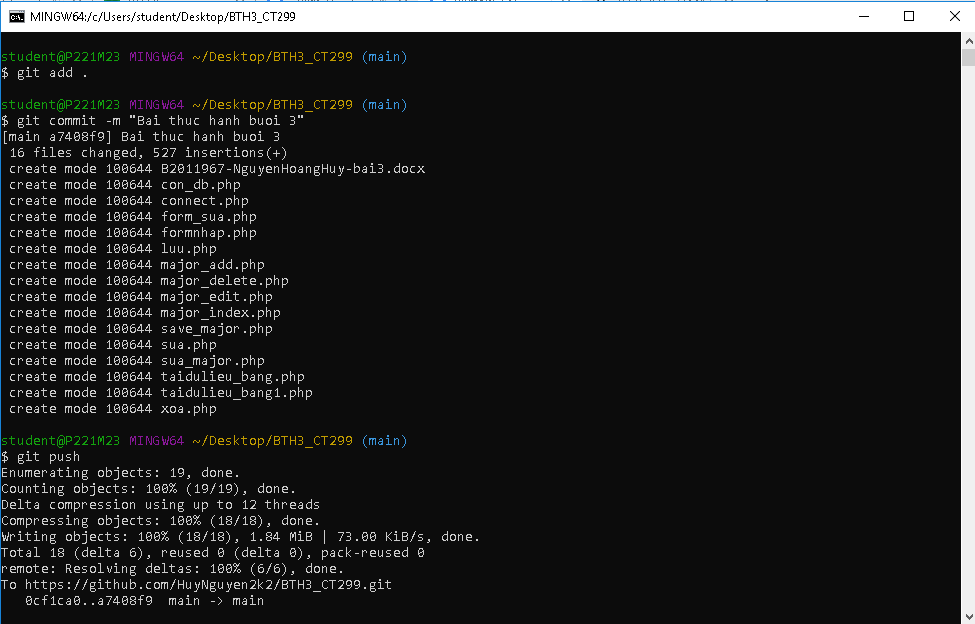 MINGW64:/c/Users/student/Desktop/BTH3_CT299
student@P221M23 MINGW64 ~/Desktop/BTH3_CT299 (main)
$ git add .
student@P221M23 MINGW64 ~/Desktop/BTH3_CT299 (main)
$ git commit -m "Bai thuc hanh buoi 3"
[main a7408f9] Bai thuc hanh buoi 3
 16 files changed, 527 insertions(+)
 create mode 100644 B2011967-NguyenHoangHuy-bai3.docx
 create mode 100644 con_db.php
 create mode 100644 connect.php
 create mode 100644 form_sua.php
 create mode 100644 formnhap.php
 create mode 100644 luu.php
 create mode 100644 major_add.php
 create mode 100644 major_delete.php
 create mode 100644 major_edit.php
 create mode 100644 major_index.php
 create mode 100644 save_major.php
 create mode 100644 sua.php
 create mode 100644 sua_major.php
 create mode 100644 taidulieu_bang.php
 create mode 100644 taidulieu_bang1.php
 create mode 100644 xoa.php
student@P221M23 MINGW64 ~/Desktop/BTH3_CT299 (main)
$ git push
Enumerating objects: 19, done.
Counting objects: 100% (19/19), done.
Delta compression using up to 12 threads
Compressing objects: 100% (18/18), done.
Writing objects: 100% (18/18), 1.84 MiB | 73.00 KiB/s, done.
Total 18 (delta 6), reused 0 (delta 0), pack-reused 0
remote: Resolving deltas: 100% (6/6), done.
To https://github.com/HuyNguyen2k2/BTH3_CT299.git
   0cf1ca0..a7408f9  main -> main